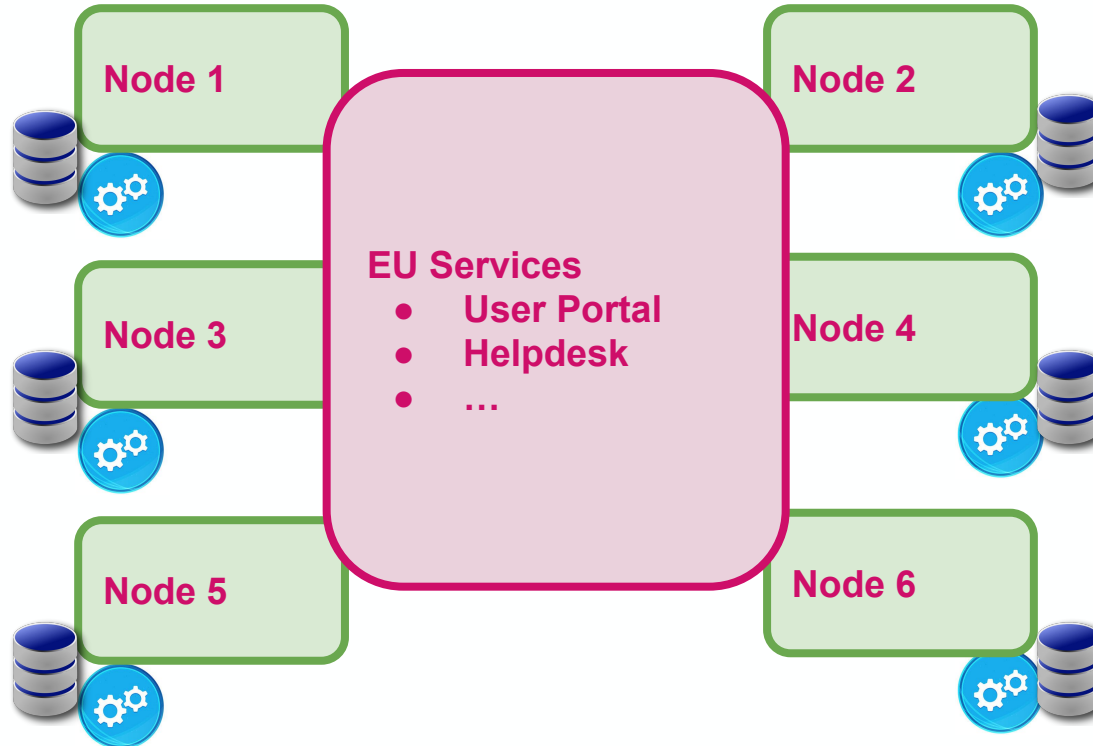 Node 1
Node 2
EU Services
● User Portal
● Helpdesk
● …
Node 3
Node 4
Node 5
Node 6